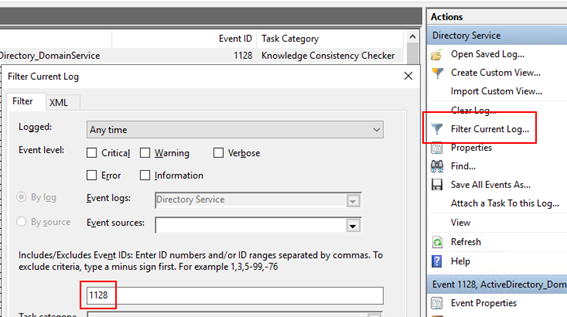 Event ID Task Category
Directory_DomainService 1128 Knowledge Consistency Checker
Filter Current Log
Filter XML
Logged: Any time
Event level: Critical Warning Verbose
Error Information
By log Event logs: Directory Service
By source Event sources:
Includes/Excludes Event IDs: Enter ID numbers and/or ID ranges separated by commas. To
exclude criteria, type a minus sign first. For example 1,3,5-99,-76
1128
Task category:
Actions
Directory Service
Open Saved Log...
Create Custom View...
Import Custom View...
Clear Log...
Filter Current Log...
Properties
Find...
Save All Events As...
Attach a Task To this Log...
View
Refresh
Help
Event 1128, ActiveDirectory_Dom
Event Properties